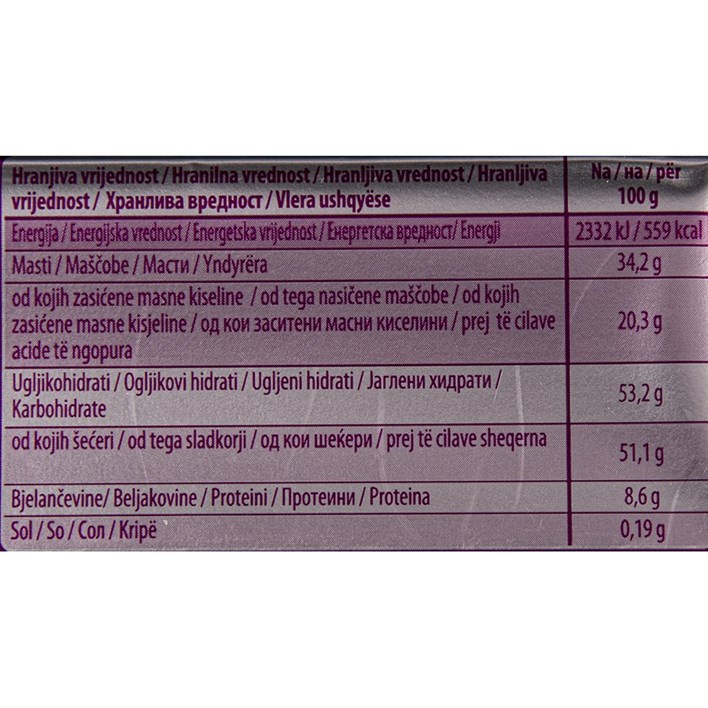 Hranjiva vrijednost / Hranilna vrednost / Hranljiva vrednost / Hranljiva
vrijednost / Хранлива вредност / Vlera ushqyëse
Na / на / për
100 g
Energija / Energijska vrednost / Energetska vrijednost / Енергетска вредност/ Energji
2332 kJ / 559 kcal
Masti / Maščobe / Масти / Yndyrëra
34,2 g
od kojih zasićene masne kiseline / od tega nasičene maščobe / od kojih
zasićene masne kisjeline / од кои заситени масни киселини / prej të cilave
acide të ngopura
20,3 g
Ugljikohidrati / Ogljikovi hidrati / Ugljeni hidrati / Јаглени хидрати /
Karbohidrate
53,2 g
od kojih šećeri / od tega sladkorji / од кои шеќери / prej të cilave sheqerna
51,1 g
Bjelančevine/ Beljakovine / Proteini / Протеини / Proteina
8,6 g
Sol / So / Сол / Kripë
0,19 g